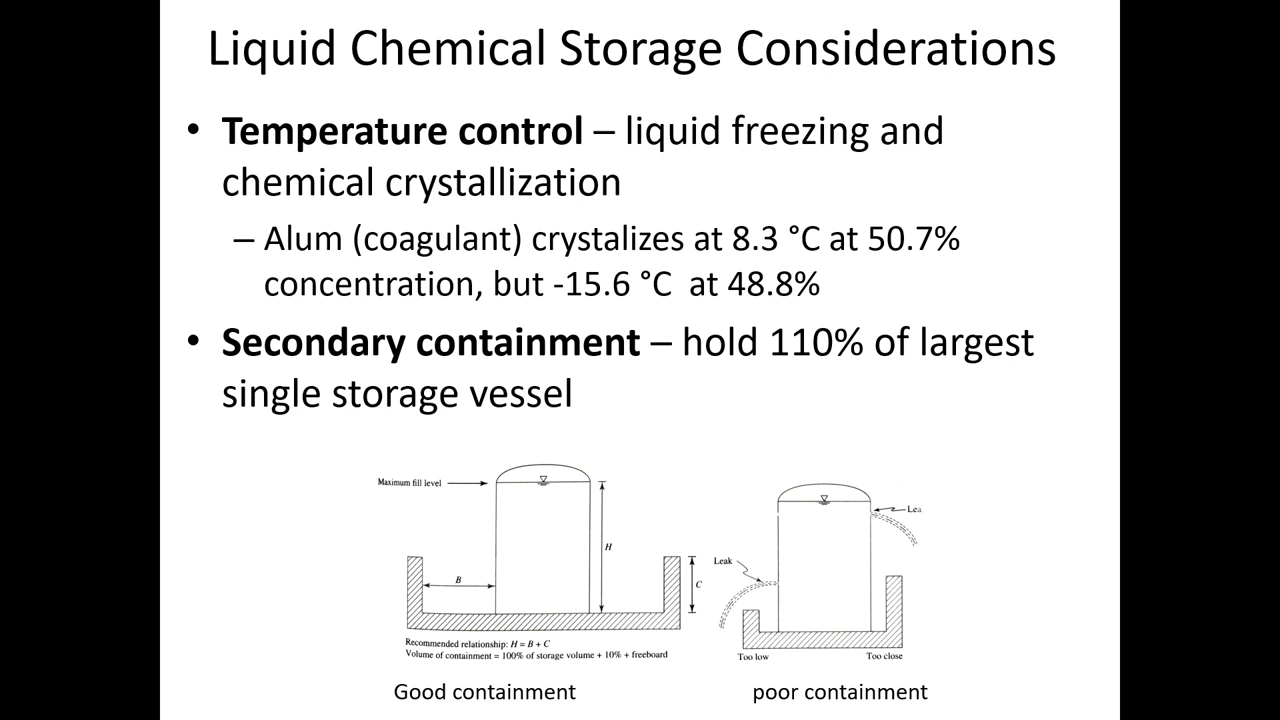 Liquid Chemical Storage Considerations
• Temperature control – liquid freezing and
chemical crystallization
– Alum (coagulant) crystalizes at 8.3 °C at 50.7%
concentration, but -15.6 °C at 48.8%
• Secondary containment – hold 110% of largest
single storage vessel
Maximum fill level
H
B
C
Recommended relationship: H = B + C
Volume of containment = 100% of storage volume + 10% + freeboard
Good containment
Lea
Leak
Too low
Too close
poor containment